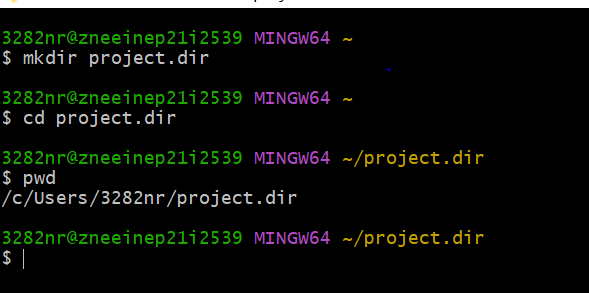 3282nr@zneeinep21i2539 MINGW64 ~
$ mkdir project.dir
3282nr@zneeinep21i2539 MINGW64 ~
$ cd project.dir
3282nr@zneeinep21i2539 MINGW64 ~/project.dir
$ pwd
/c/Users/3282nr/project.dir
3282nr@zneeinep21i2539 MINGW64 ~/project.dir
$